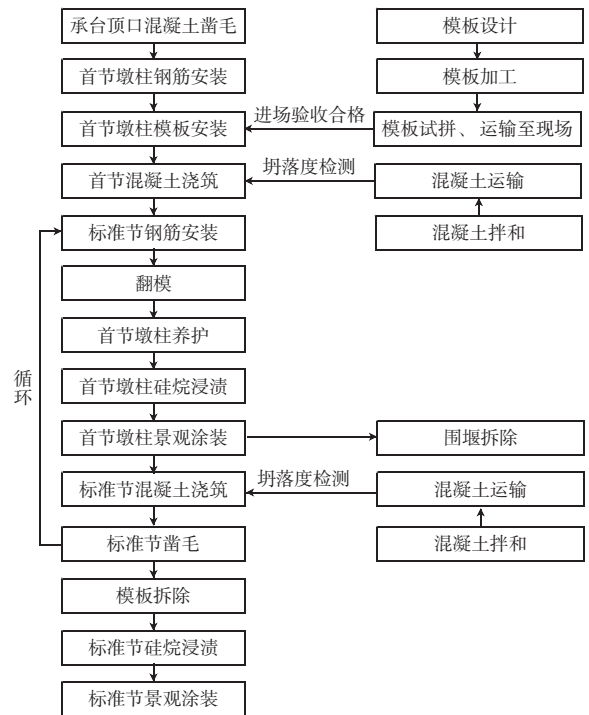 承台顶口混凝土凿毛
模板设计
首节墩柱钢筋安装
模板加工
首节墩柱模板安装
进场验收合格
模板试拼、运输至现场
首节混凝土浇筑
坍落度检测
混凝土运输
标准节钢筋安装
混凝土拌和
翻模
首节墩柱养护
循环
首节墩柱硅烷浸渍
首节墩柱景观涂装
围堰拆除
标准节混凝土浇筑
坍落度检测
混凝土运输
标准节凿毛
混凝土拌和
模板拆除
标准节硅烷浸渍
标准节景观涂装